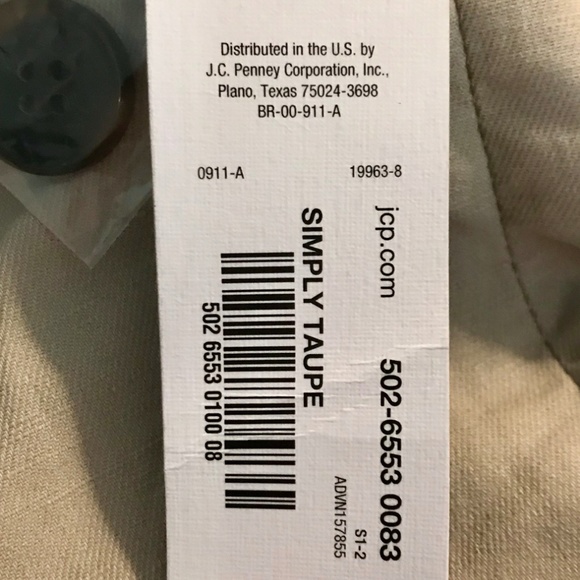 Distributed in the U.S. by
J.C. Penney Corporation, Inc.,
Plano, Texas 75024-3698
BR-00-911-A
0911-A 19963-8
jcp.com 502-6553 0083
S1-2
ADVN157855
SIMPLY TAUPE
502 6553 0100 08